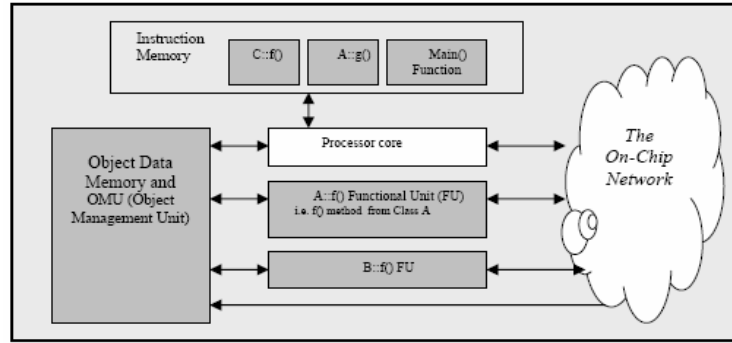 Instruction
Memory
C::f()
A::g()
Main()
Function
Processor core
The
On-Chip
Network
Object Data
Memory and
OMU (Object
Management Unit)
A::f() Functional Unit (FU)
i.e. f() method from Class A
B::f() FU